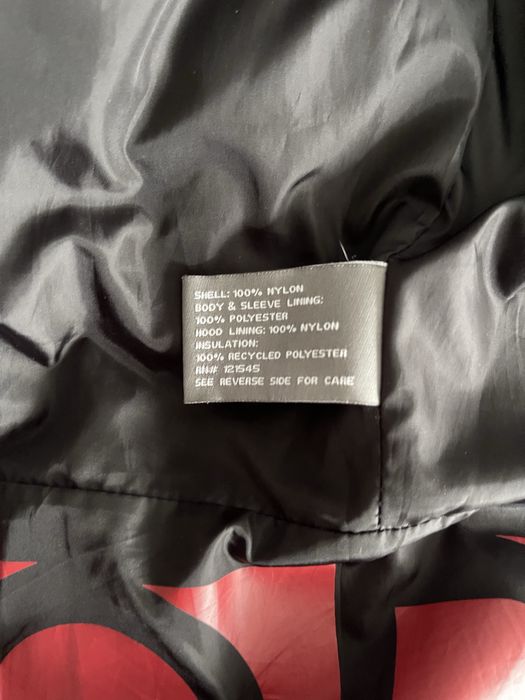 SHELL: 100% NYLON
BODY & SLEEVE LINING:
100% POLYESTER
HOOD LINING: 100% NYLON
INSULATION:
100% RECYCLED POLYESTER
RN# 121545
SEE REVERSE SIDE FOR CARE